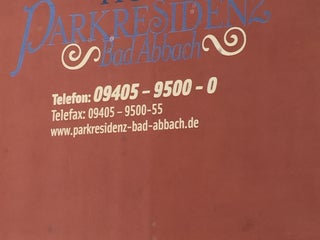 PARKRESIDENZ
Bad Abbach
Telefon: 09405 – 9500 – 0
Telefax: 09405 – 9500-55
www.parkresidenz-bad-abbach.de